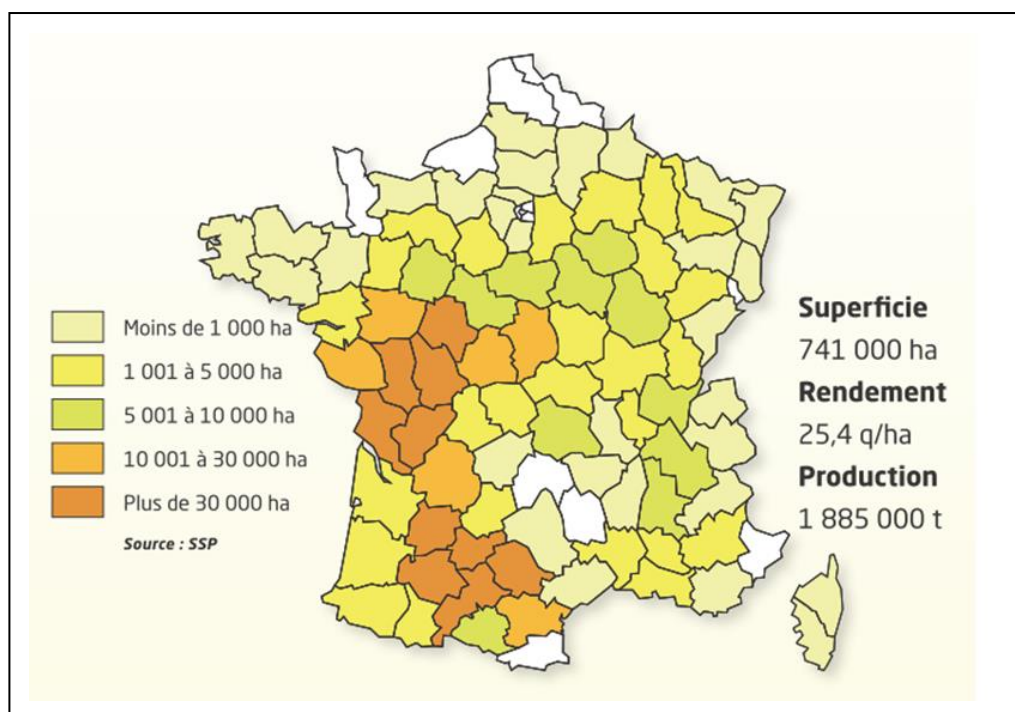 Moins de 1 000 ha
1 001 à 5 000 ha
5 001 à 10 000 ha
10 001 à 30 000 ha
Plus de 30 000 ha
Source : SSP
Superficie
741 000 ha
Rendement
25,4 q/ha
Production
1 885 000 t